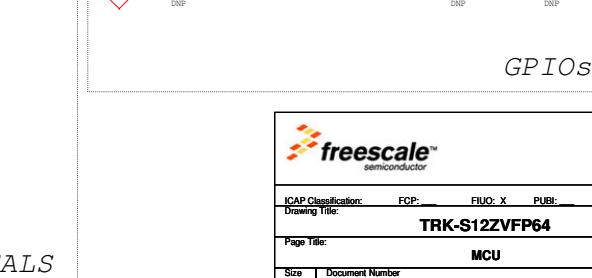 DNP DNP DNP
GPIOs
freescale™
semiconductor
ICAP Classification: FCP: ___ FIUO: X PUBI: ___
Drawing Title:
TRK-S12ZVFP64
Page Title:
MCU
ALS
Size Document Number